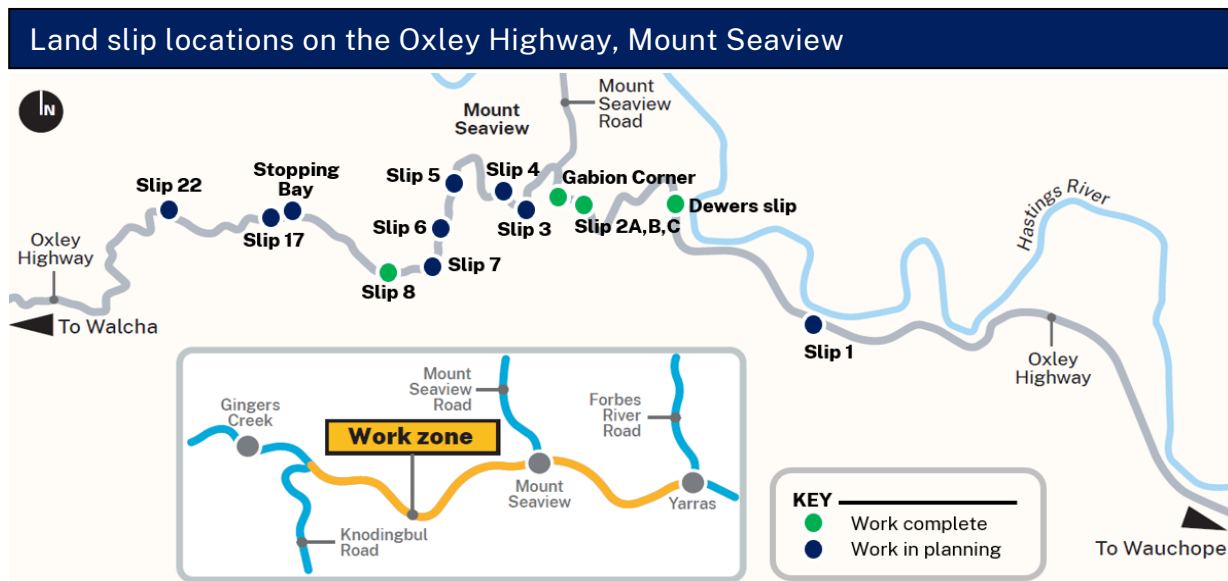 Land slip locations on the Oxley Highway, Mount Seaview
N
Mount
Seaview
Road
Mount
Seaview
Slip 5
Slip 4
Gabion Corner
Stopping
Bay
Slip 22
Dewers slip
Slip 6
Slip 3
Slip 2A,B,C
Hastings River
Slip 17
Oxley
Highway
Slip 7
Slip 8
To Walcha
Slip 1
Oxley
Highway
Mount
Seaview
Road
Forbes
River
Road
Gingers
Creek
Work zone
Mount
Seaview
Yarras
Knodingbul
Road
KEY
Work complete
Work in planning
To Wauchope